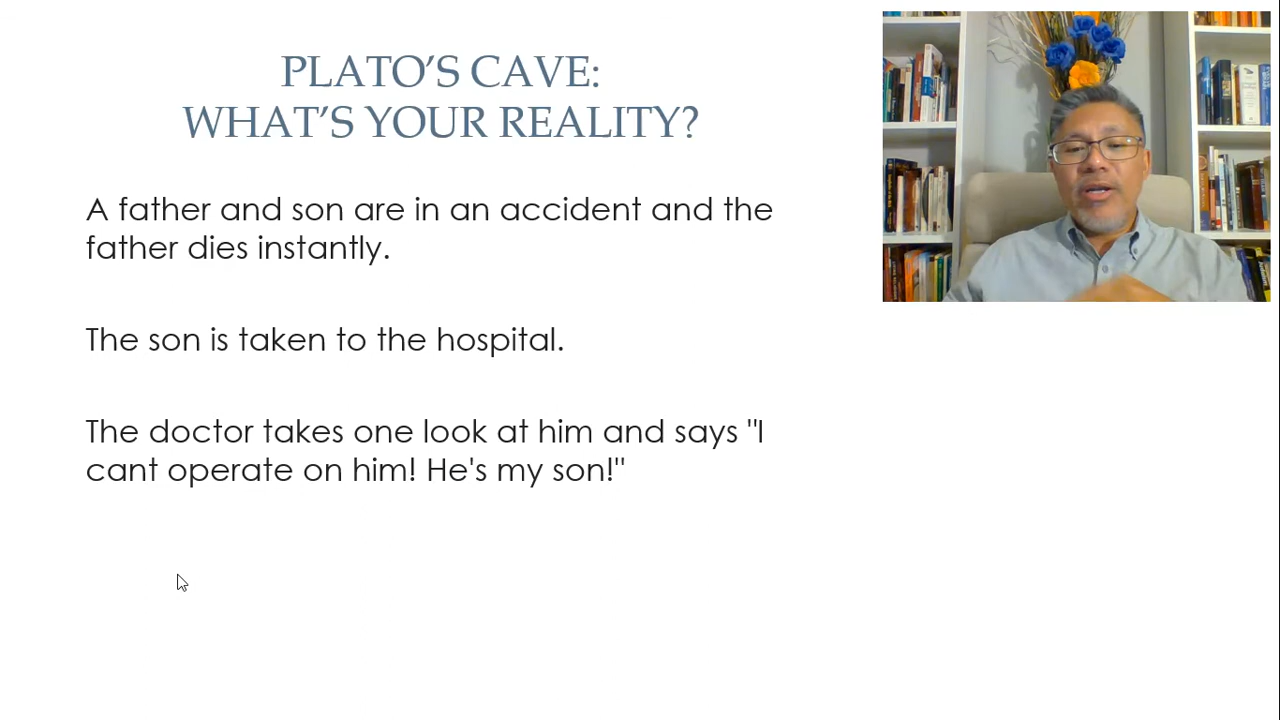 PLATO’S CAVE:
WHAT’S YOUR REALITY?
A father and son are in an accident and the
father dies instantly.
The son is taken to the hospital.
The doctor takes one look at him and says "I
cant operate on him! He's my son!"